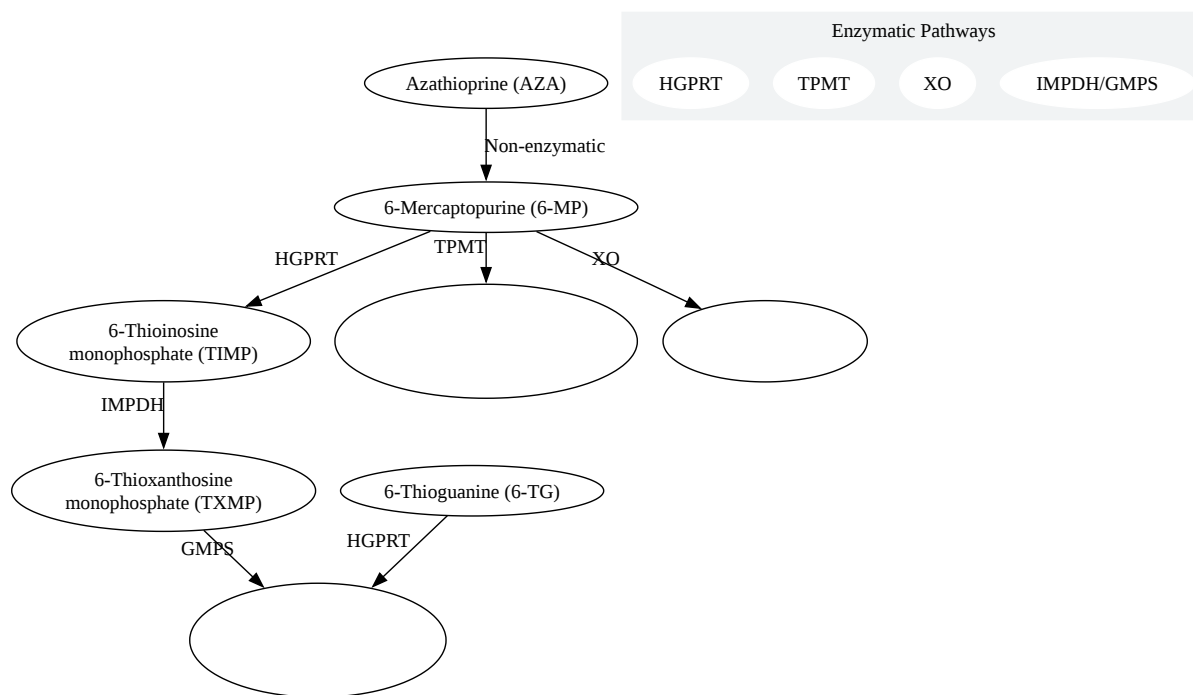 Enzymatic Pathways
HGPRT
TPMT
XO
IMPDH/GMPS
Azathioprine (AZA)
Non-enzymatic
6-Mercaptopurine (6-MP)
HGPRT
TPMT
XO
6-Thioinosine
monophosphate (TIMP)
IMPDH
6-Thioxanthosine
monophosphate (TXMP)
6-Thioguanine (6-TG)
GMPS
HGPRT